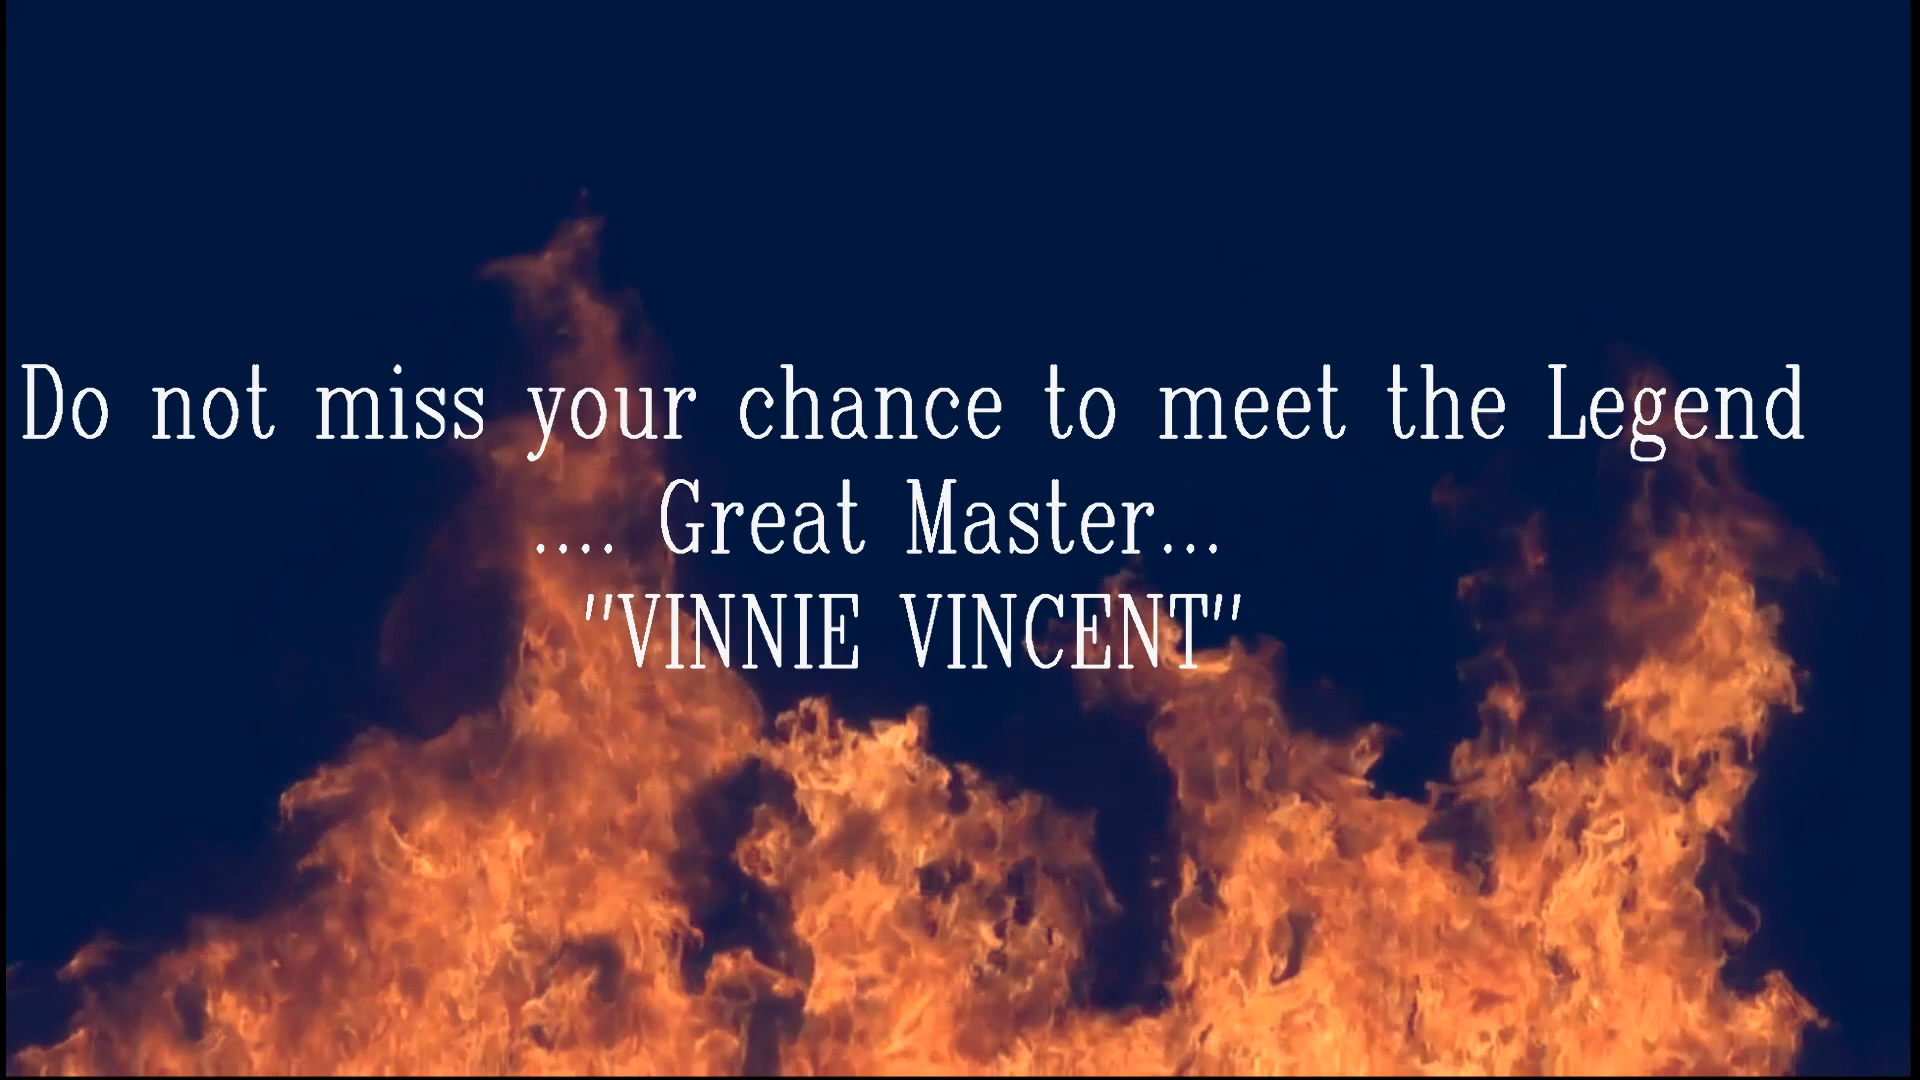 Do not miss your chance to meet the Legend
.... Great Master...
"VINNIE VINCENT"